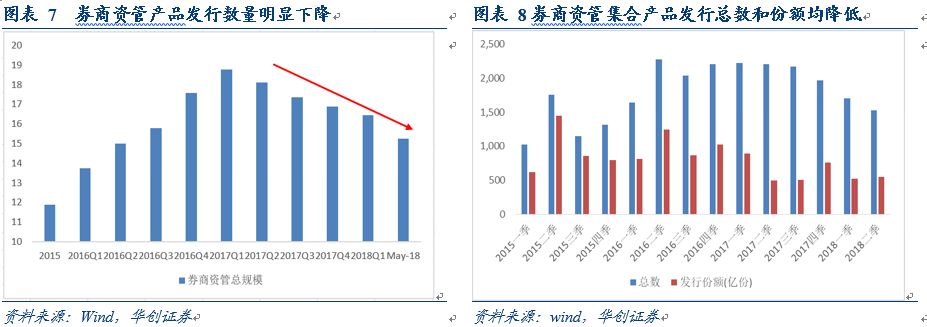 图表 7 券商资管产品发行数量明显下降
20
19
18
17
16
15
14
13
12
11
10
2015 2016Q1 2016Q2 2016Q3 2016Q4 2017Q1 2017Q2 2017Q3 2017Q4 2018Q1 May-18
券商资管总规模
资料来源：Wind，华创证券
图表 8 券商资管集合产品发行总数和份额均降低
2,500
2,000
1,500
1,000
500
0
2015一季 2015二季 2015三季 2015四季 2016一季 2016二季 2016三季 2016四季 2017一季 2017二季 2017三季 2017四季 2018一季 2018二季
总数 发行份额(亿份)
资料来源：wind，华创证券